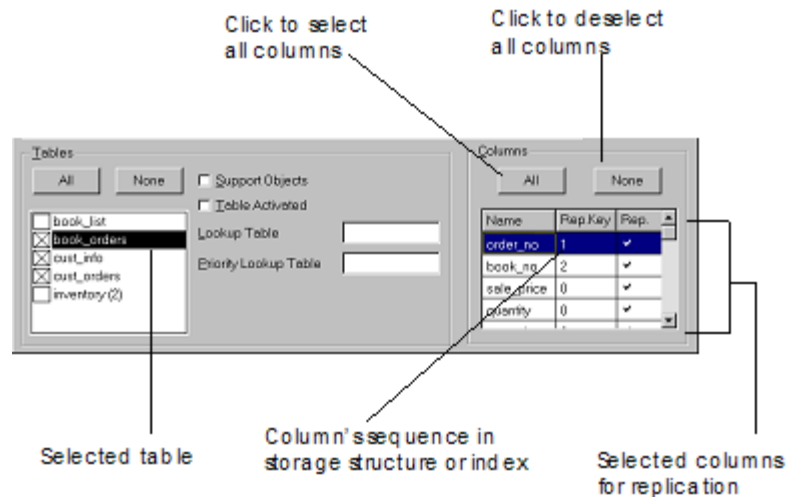 Click to select
all columns
Click to deselect
all columns
Tables
All
None
Support Objects
Table Activated
Lookup Table
Priority Lookup Table
book_list
book_orders
cust_info
cust_orders
inventory (2)
Columns
All
None
Name Rep.Key Rep.
order_no 1
book_no 2
sale_price 0
quantity 0
Selected table
Column's sequence in
storage structure or index
Selected columns
for replication